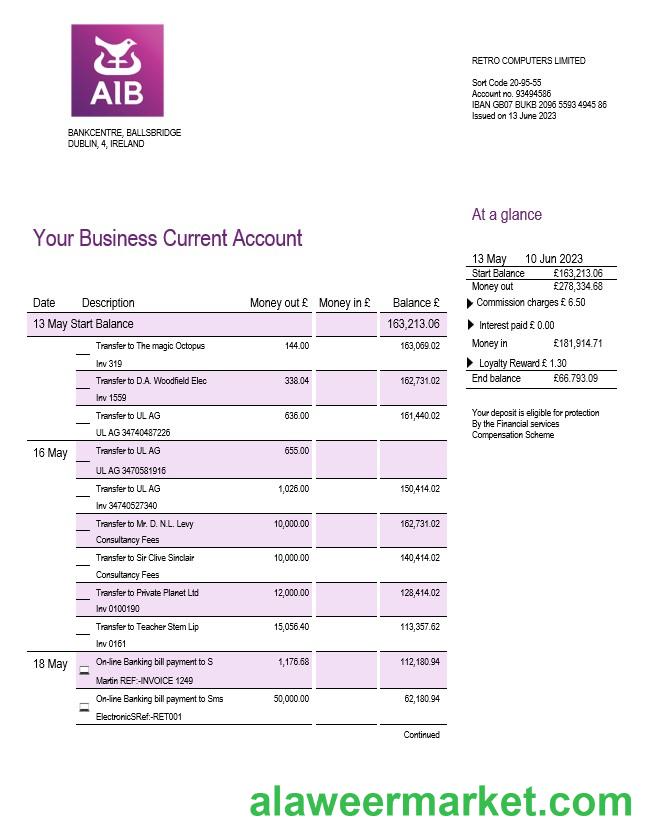 AIB
BANKCENTRE, BALLSBRIDGE
DUBLIN, 4, IRELAND
RETRO COMPUTERS LIMITED
Sort Code 20-95-55
Account no. 93494586
IBAN GB07 BUKB 2096 5593 4945 86
Issued on 13 June 2023
At a glance
13 May 10 Jun 2023
Start Balance £163,213.06
Money out £278,334.68
Commission charges £ 6.50
Interest paid £ 0.00
Money in £181,914.71
Loyalty Reward £ 1.30
End balance £66.793.09
Your deposit is eligible for protection
By the Financial services
Compensation Scheme
Your Business Current Account
Date Description Money out £ Money in £ Balance £
13 May Start Balance 163,213.06
Transfer to The magic Octopus 144.00 163,069.02
Inv 319
Transfer to D.A. Woodfield Elec 338.04 162,731.02
Inv 1559
Transfer to UL AG 636.00 161,440.02
UL AG 34740487226
16 May Transfer to UL AG 655.00
UL AG 3470581916
Transfer to UL AG 1,026.00 150,414.02
Inv 34740527340
Transfer to Mr. D. N.L. Levy 10,000.00 162,731.02
Consultancy Fees
Transfer to Sir Clive Sinclair 10,000.00 140,414.02
Consultancy Fees
Transfer to Private Planet Ltd 12,000.00 128,414.02
Inv 0100190
Transfer to Teacher Stem Lip 15,056.40 113,357.62
Inv 0161
18 May On-line Banking bill payment to S 1,176.68 112,180.94
Martin REF:-INVOICE 1249
On-line Banking bill payment to Sms 50,000.00 62,180.94
ElectronicSRef:-RET001
Continued
alaweermarket.com